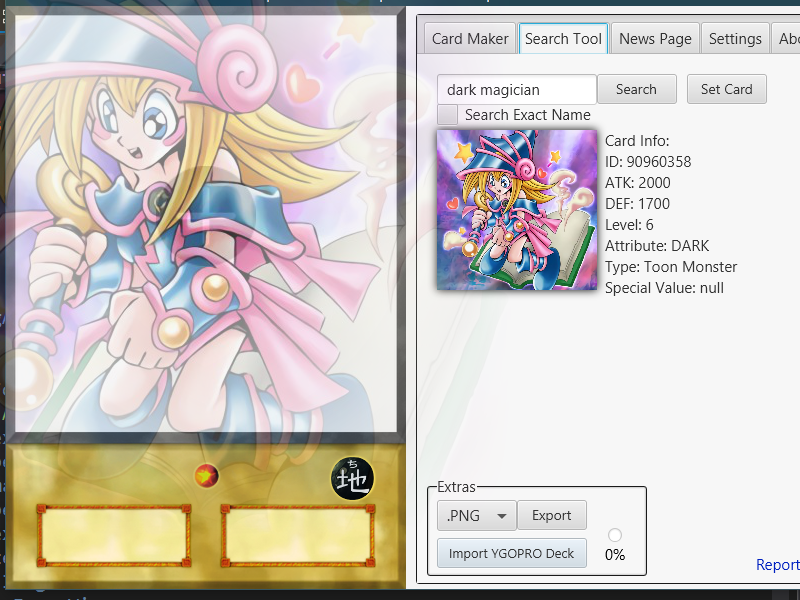 Card Maker
Search Tool
News Page
Settings
dark magician
Search
Set Card
Search Exact Name
Card Info:
ID: 90960358
ATK: 2000
DEF: 1700
Level: 6
Attribute: DARK
Type: Toon Monster
Special Value: null
ち
地
Extras
.PNG
Export
Import YGOPRO Deck
0%
Report